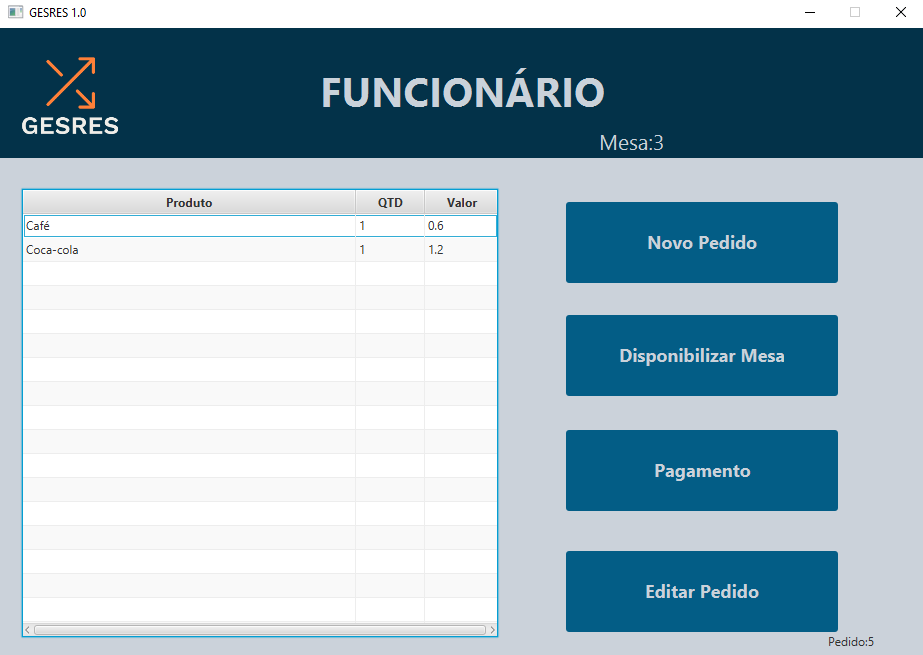 GESRES 1.0
GESRES
FUNCIONÁRIO
Mesa:3
Produto QTD Valor
Café 1 0.6
Coca-cola 1 1.2
Novo Pedido
Disponibilizar Mesa
Pagamento
Editar Pedido
Pedido:5